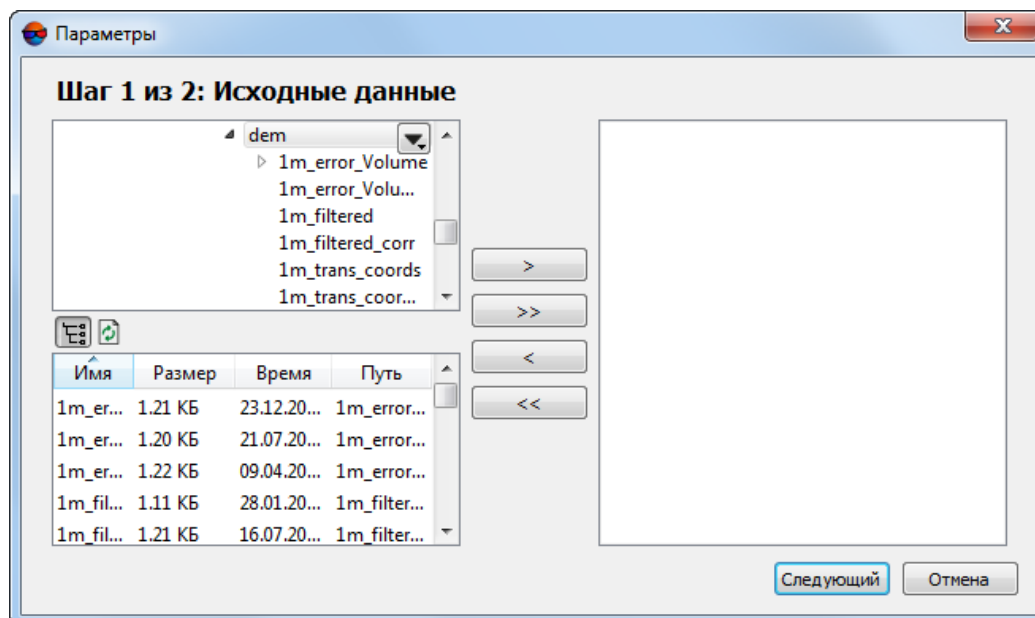 Параметры
Шаг 1 из 2: Исходные данные
dem
1m_error_Volume
1m_error_Volu...
1m_filtered
1m_filtered_corr
1m_trans_coords
1m_trans_coor...
>
>>
<
<<
Имя Размер Время Путь
1m_er... 1.21 КБ 23.12.20... 1m_error...
1m_er... 1.20 КБ 21.07.20... 1m_error...
1m_er... 1.22 КБ 09.04.20... 1m_error...
1m_fil... 1.11 КБ 28.01.20... 1m_filter...
1m_fil... 1.21 КБ 16.07.20... 1m_filter...
Следующий Отмена